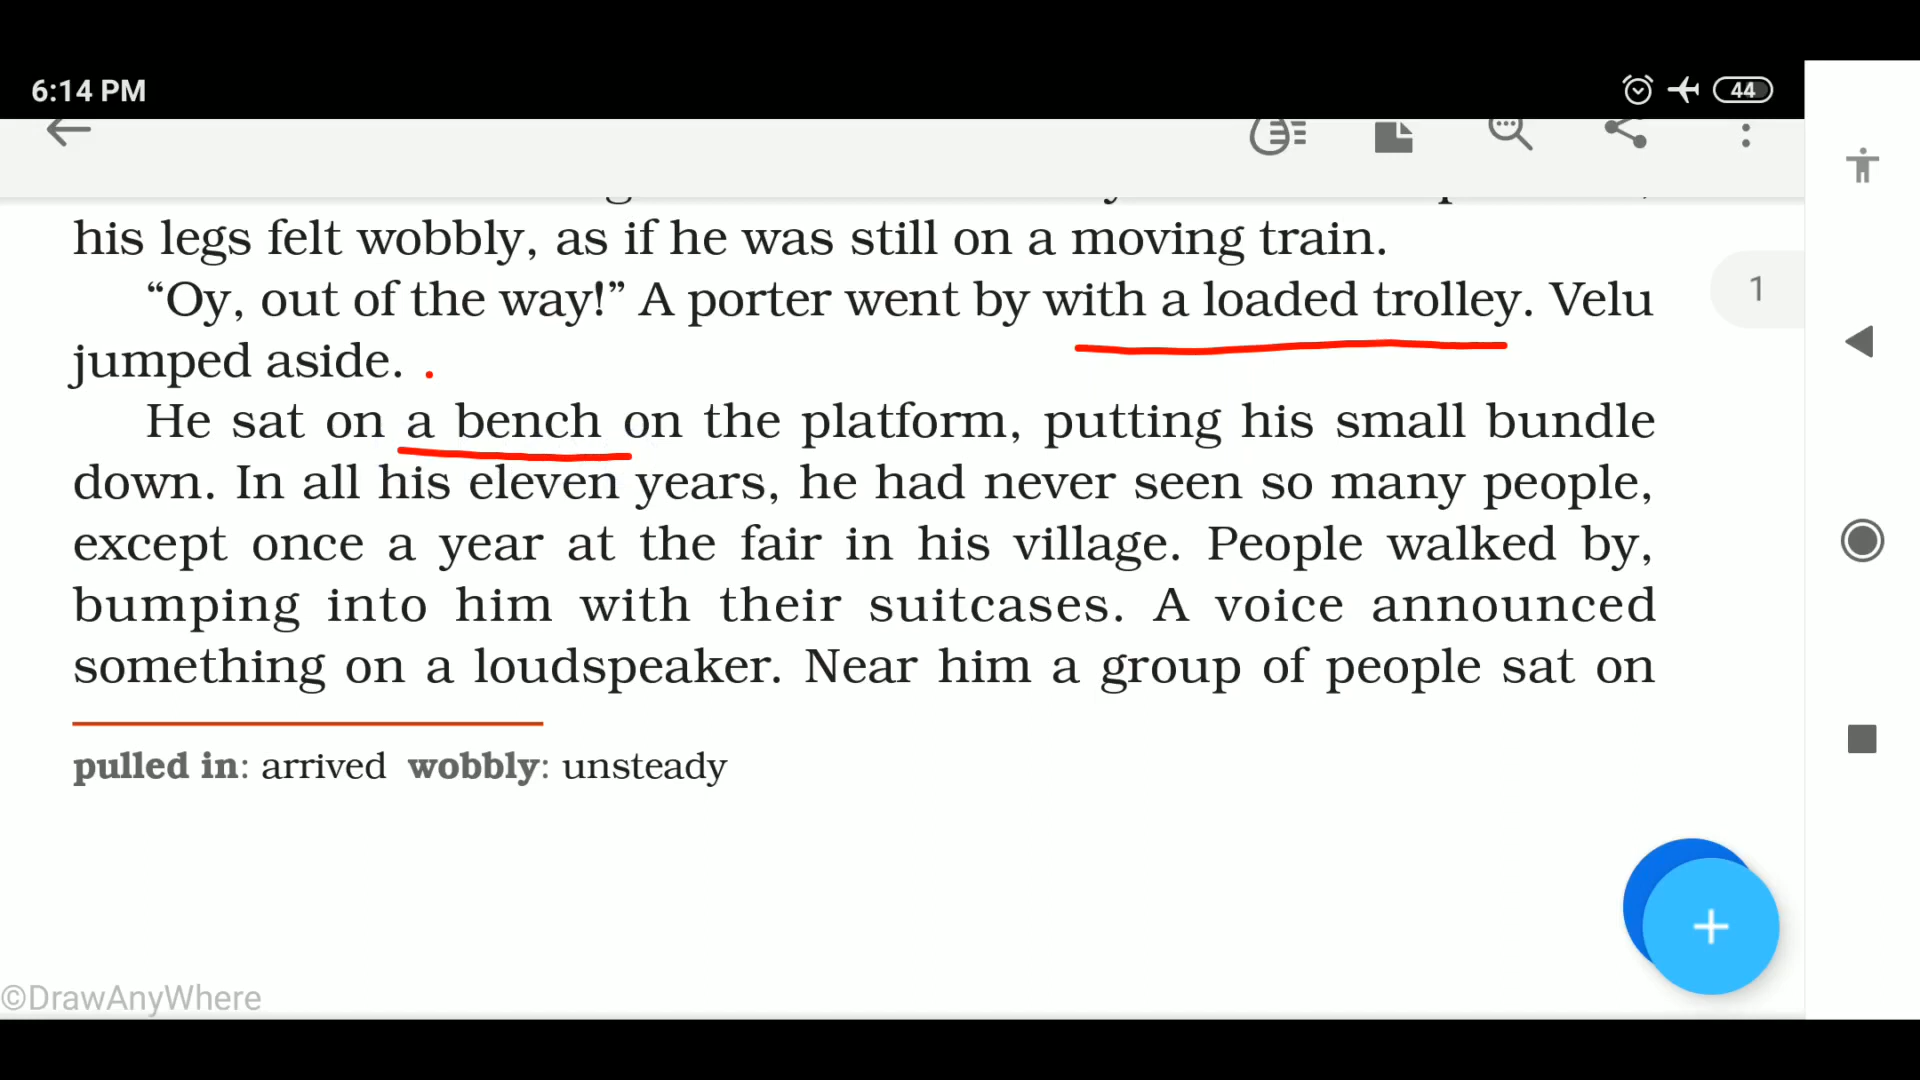 6:14 PM
44
his legs felt wobbly, as if he was still on a moving train.
“Oy, out of the way!” A porter went by with a loaded trolley. Velu
1
jumped aside.
He sat on a bench on the platform, putting his small bundle
down. In all his eleven years, he had never seen so many people,
except once a year at the fair in his village. People walked by,
bumping into him with their suitcases. A voice announced
something on a loudspeaker. Near him a group of people sat on
pulled in: arrived wobbly: unsteady
©DrawAnyWhere